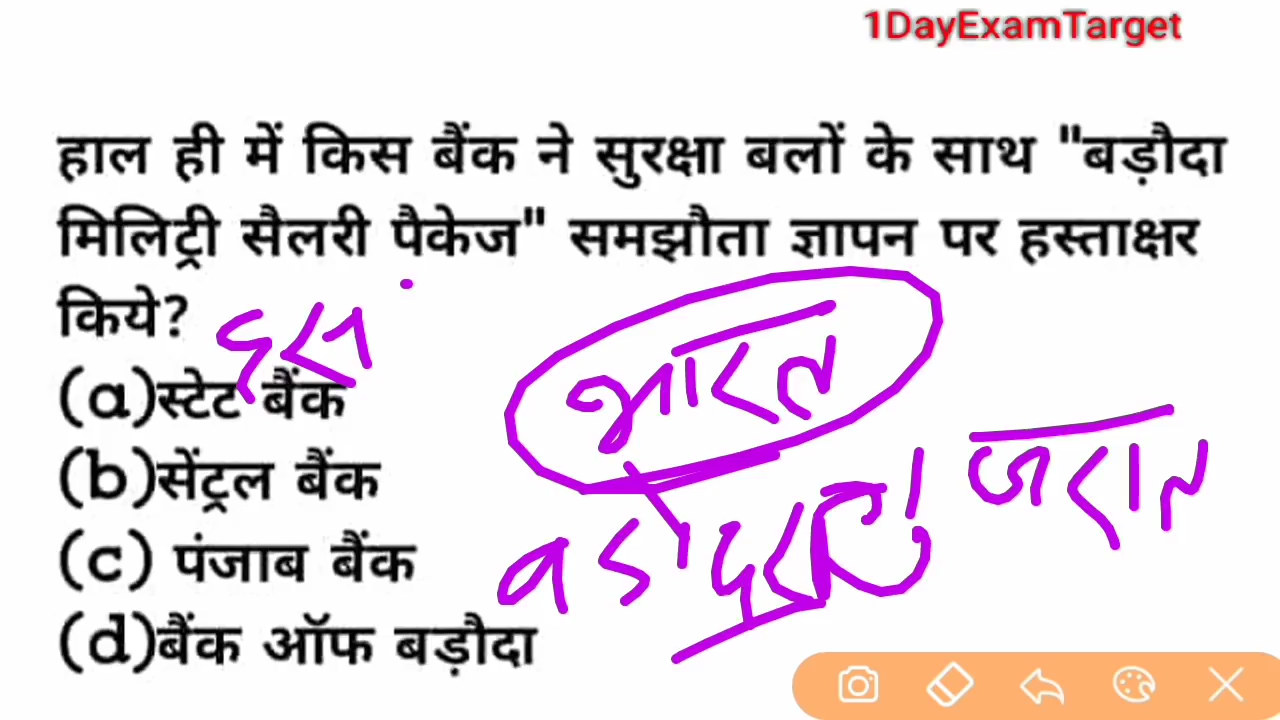 1DayExamTarget
हाल ही में किस बैंक ने सुरक्षा बलों के साथ "बड़ौदा
मिलिट्री सैलरी पैकेज" समझौता ज्ञापन पर हस्ताक्षर
किये?
(a)स्टेट बैंक
(b)सेंट्रल बैंक
(c) पंजाब बैंक
(d)बैंक ऑफ बड़ौदा
भारत